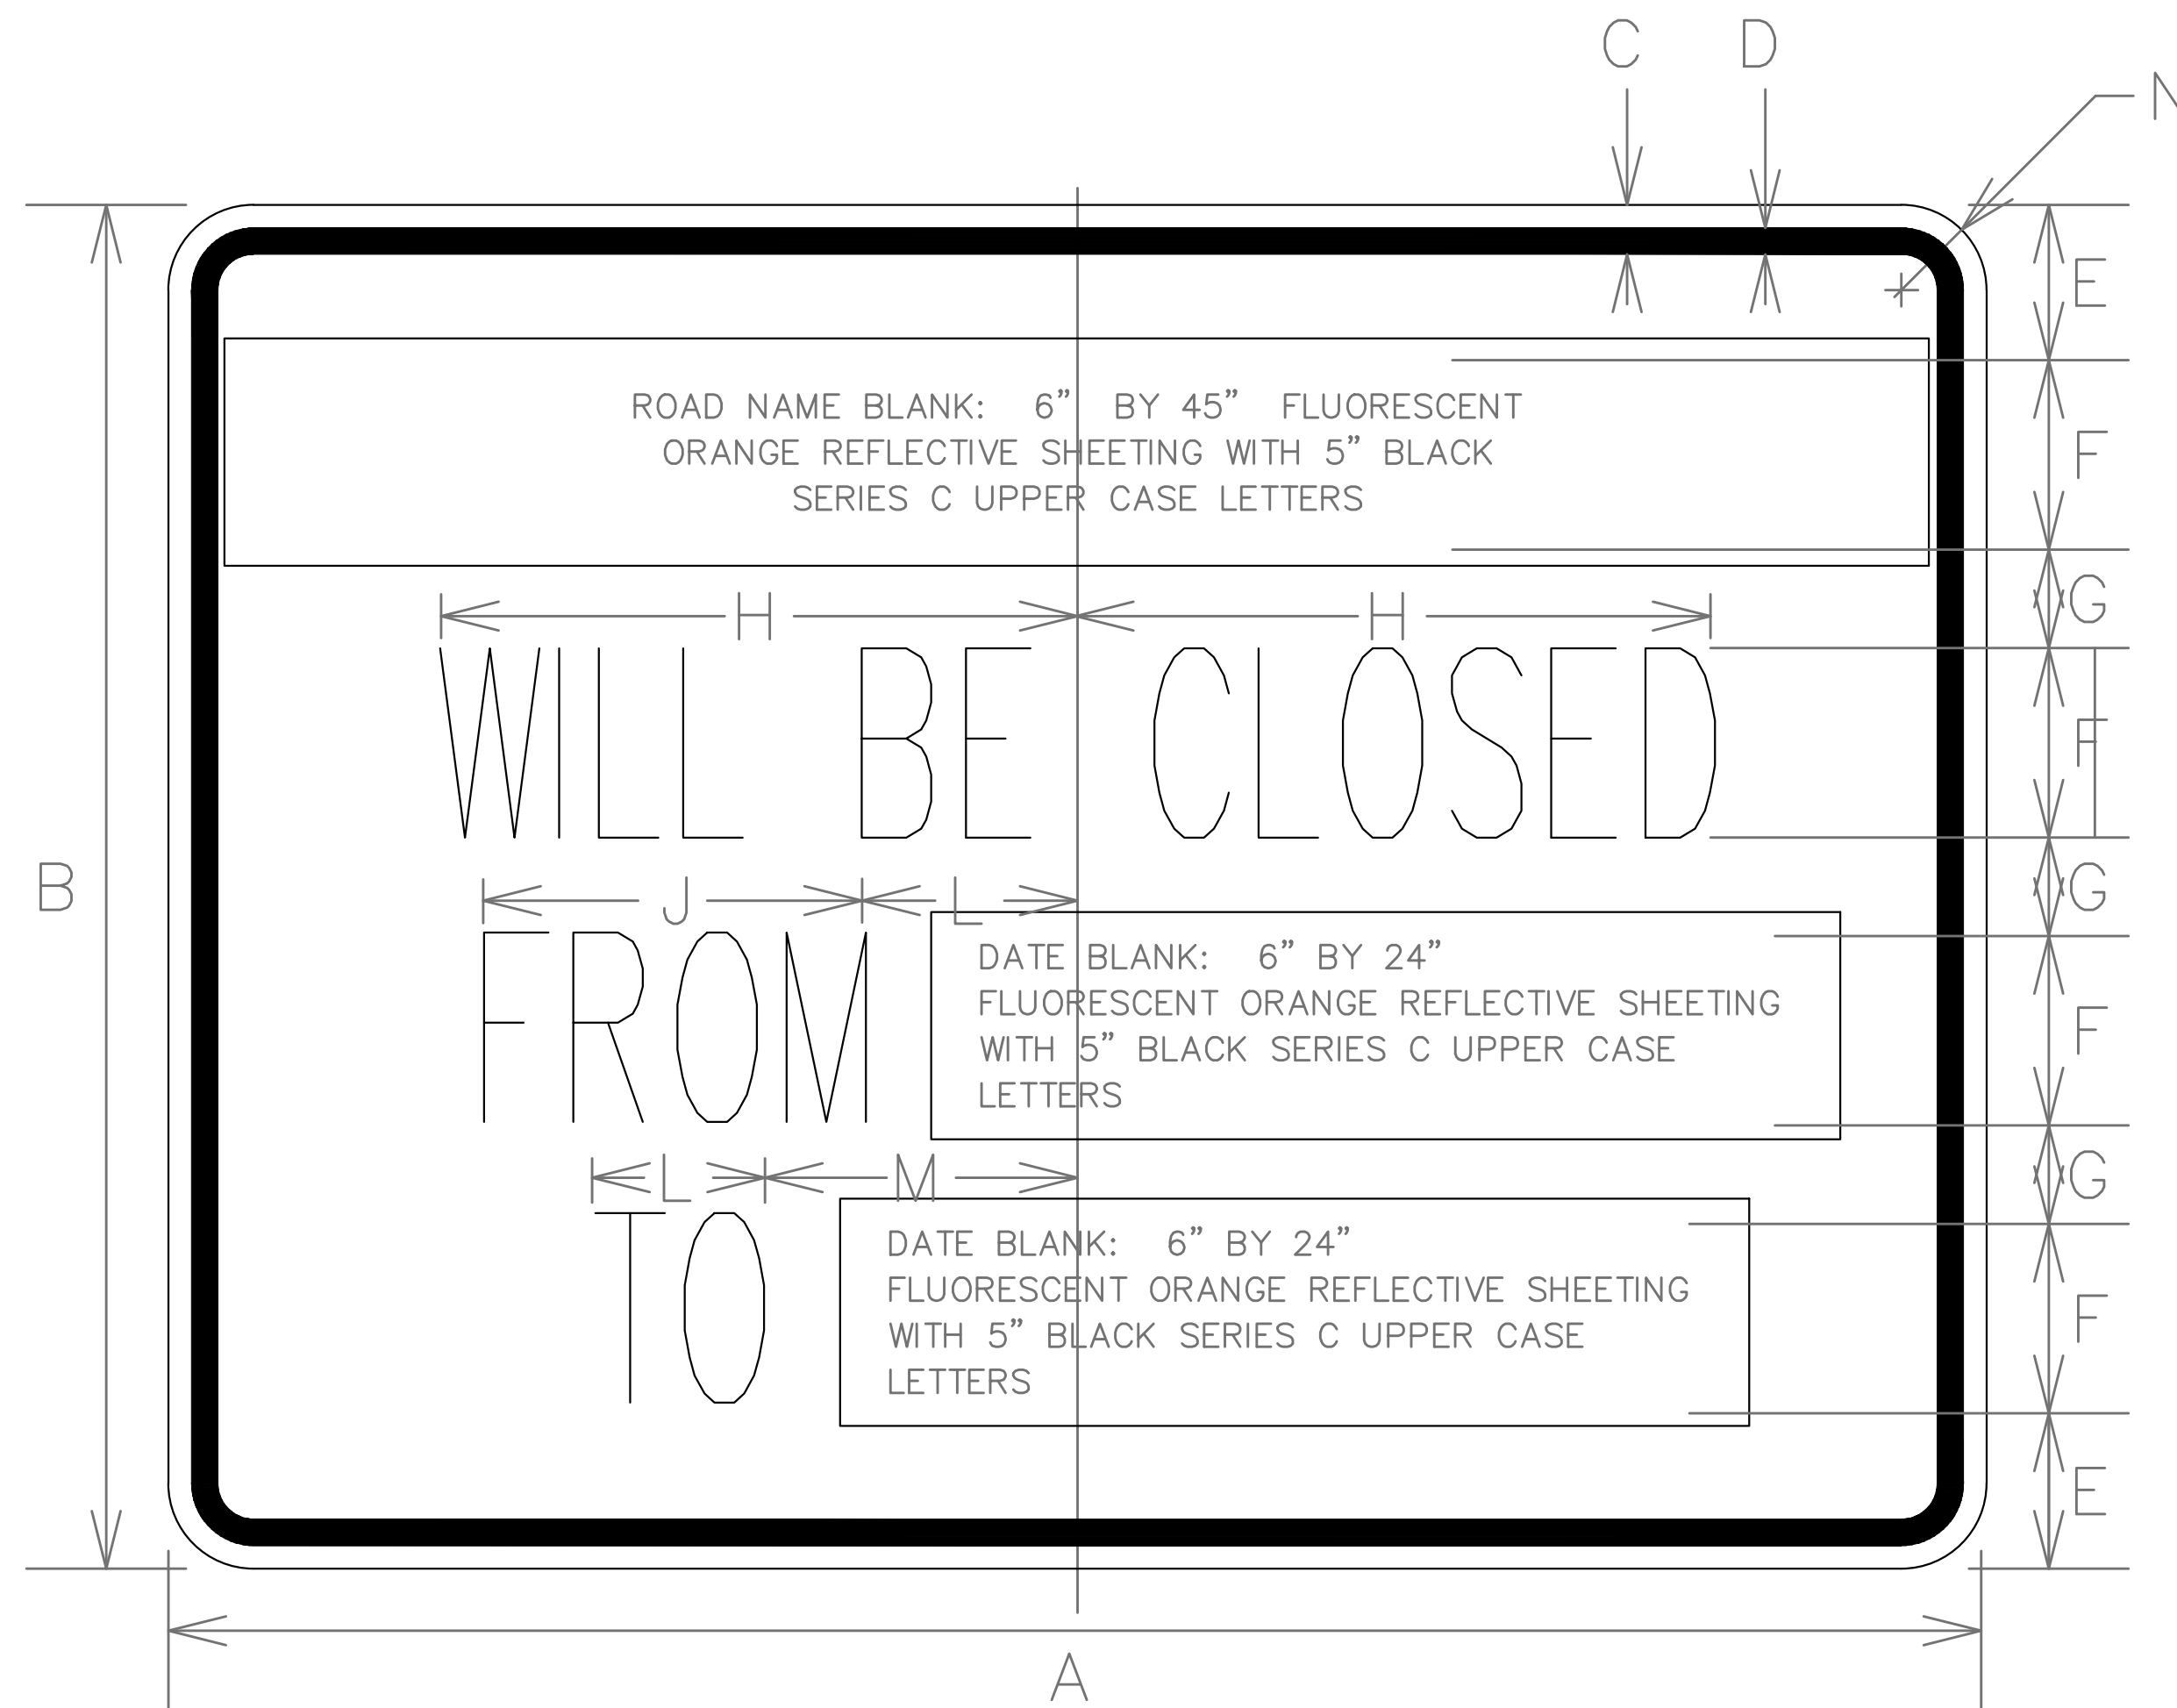 C D
N
E
ROAD NAME BLANK: 6" BY 45" FLUORESCENT
ORANGE REFLECTIVE SHEETING WITH 5" BLACK
SERIES C UPPER CASE LETTERS
F
H H G
WILL BE CLOSED
F
B
J L G
FROM
DATE BLANK: 6" BY 24"
FLUORESCENT ORANGE REFLECTIVE SHEETING
WITH 5" BLACK SERIES C UPPER CASE
LETTERS
F
L M G
TO
DATE BLANK: 6" BY 24"
FLUORESCENT ORANGE REFLECTIVE SHEETING
WITH 5" BLACK SERIES C UPPER CASE
LETTERS
F
E
A